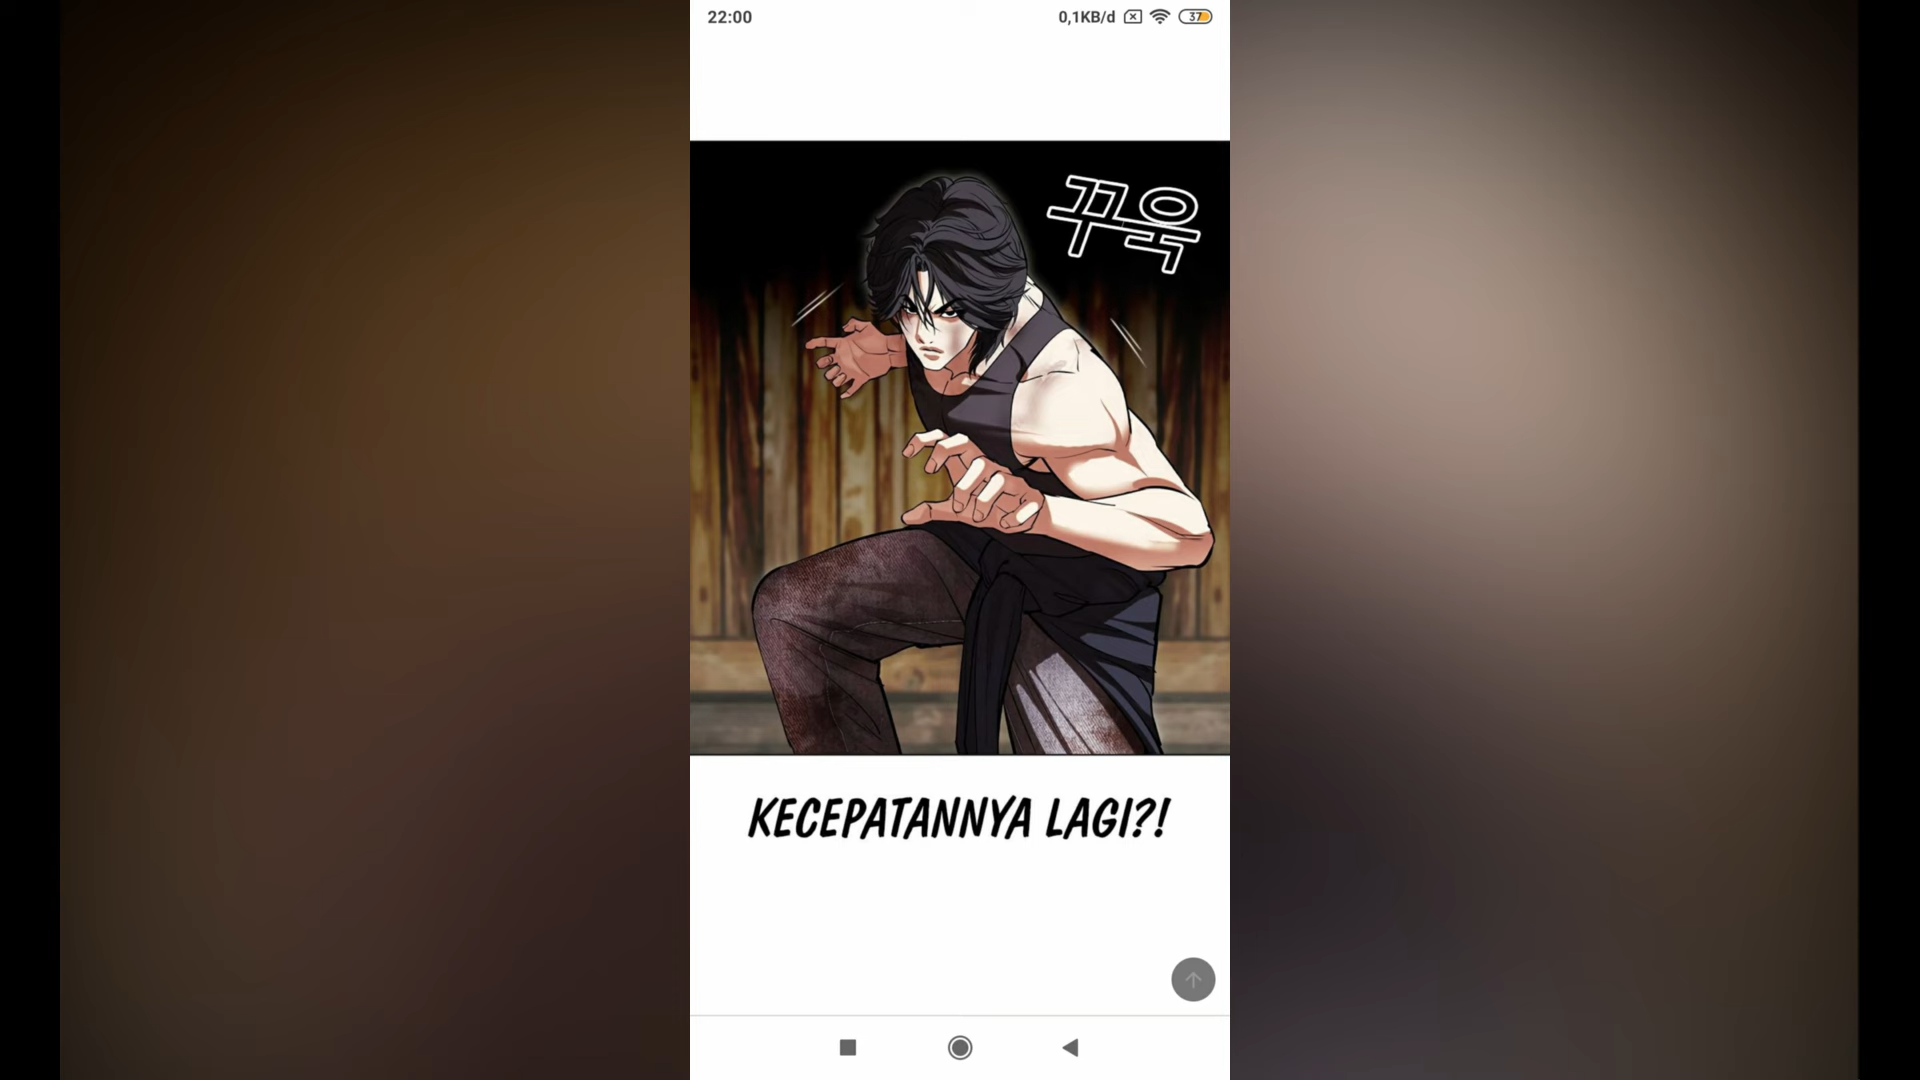 22:00
0,1KB/d
37
꾸욱
KECEPATANNYA LAGI?!